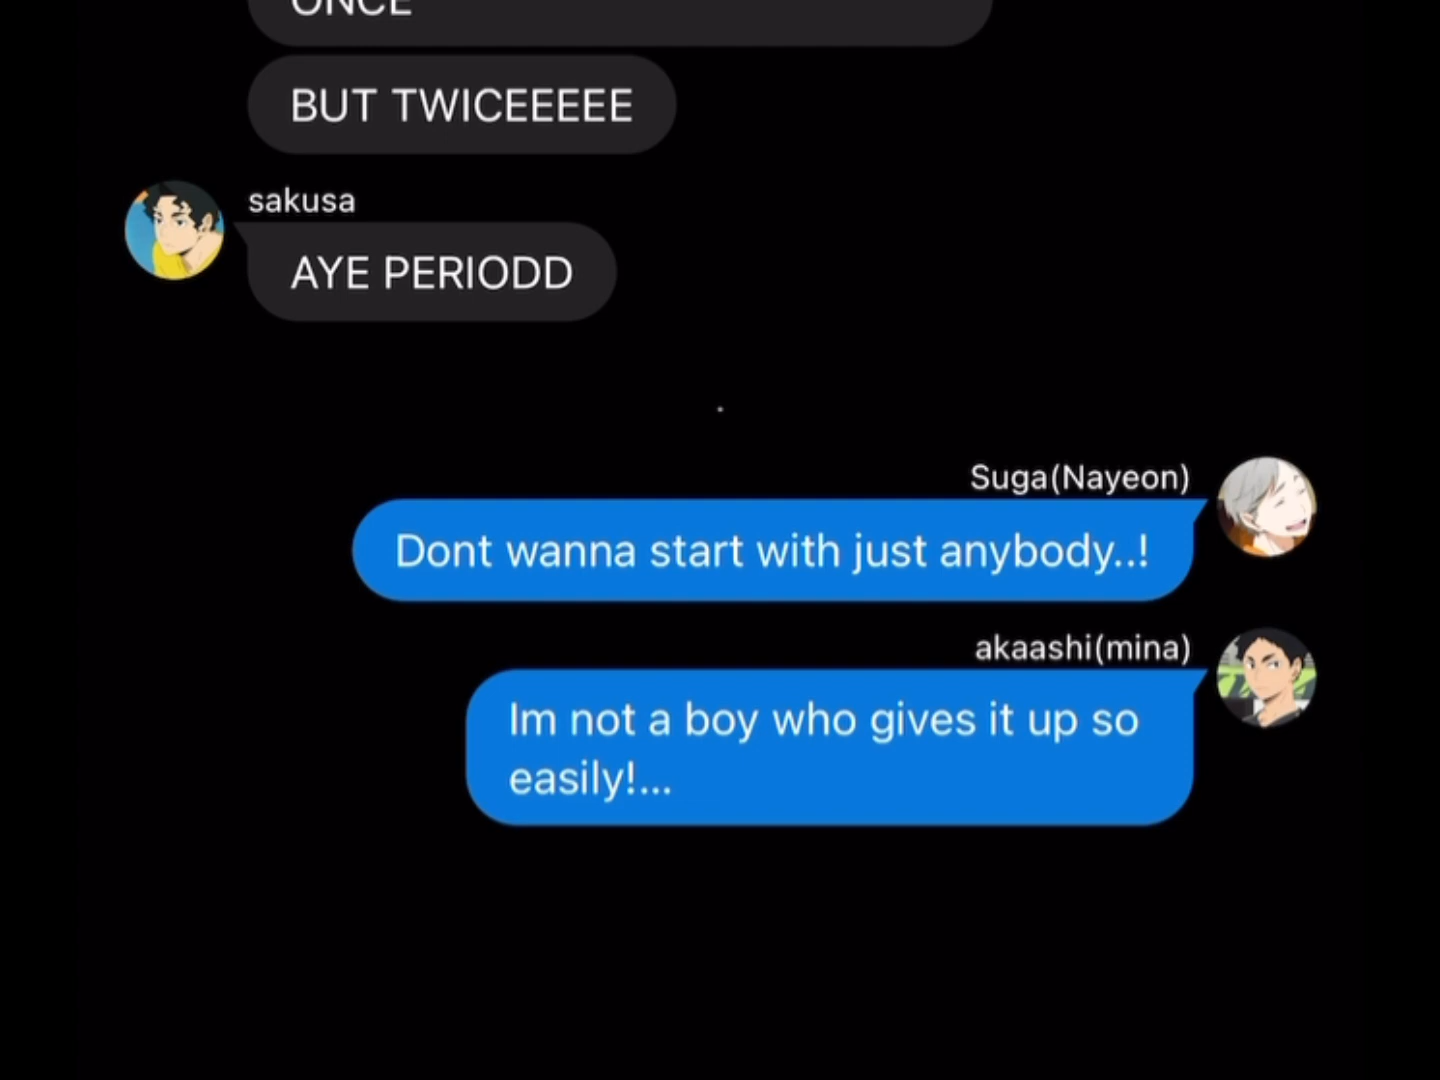 ONCE
BUT TWICEEEEE
sakusa
AYE PERIODD
Suga(Nayeon)
Dont wanna start with just anybody..!
akaashi(mina)
Im not a boy who gives it up so
easily!...